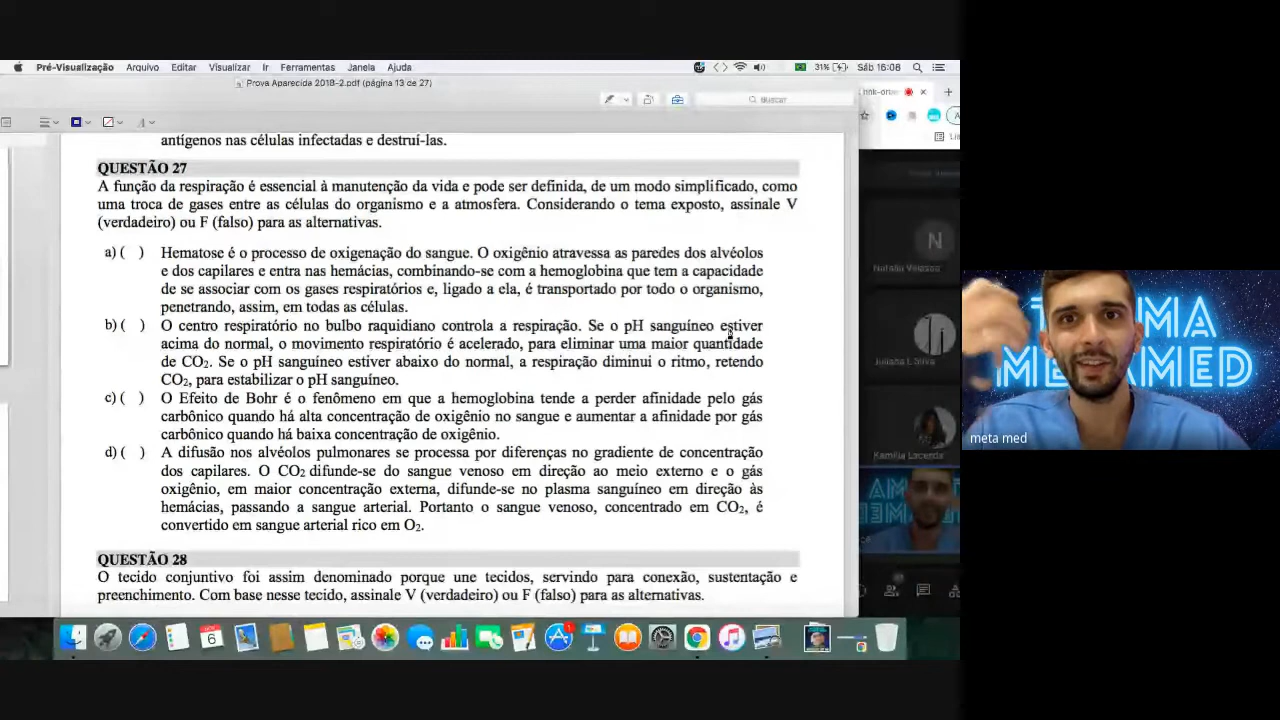 Pré-Visualização Arquivo Editar Visualizar Ir Ferramentas Janela Ajuda 31% Sáb 16:08
Prova Aparecida 2018-2.pdf (página 13 de 27)
Buscar
antígenos nas células infectadas e destruí-las.
QUESTÃO 27
A função da respiração é essencial à manutenção da vida e pode ser definida, de um modo simplificado, como
uma troca de gases entre as células do organismo e a atmosfera. Considerando o tema exposto, assinale V
(verdadeiro) ou F (falso) para as alternativas.
a) ( ) Hematose é o processo de oxigenação do sangue. O oxigênio atravessa as paredes dos alvéolos
e dos capilares e entra nas hemácias, combinando-se com a hemoglobina que tem a capacidade
de se associar com os gases respiratórios e, ligado a ela, é transportado por todo o organismo,
penetrando, assim, em todas as células.
b) ( ) O centro respiratório no bulbo raquidiano controla a respiração. Se o pH sanguíneo estiver
acima do normal, o movimento respiratório é acelerado, para eliminar uma maior quantidade
de CO₂. Se o pH sanguíneo estiver abaixo do normal, a respiração diminui o ritmo, retendo
CO₂, para estabilizar o pH sanguíneo.
c) ( ) O Efeito de Bohr é o fenômeno em que a hemoglobina tende a perder afinidade pelo gás
carbônico quando há alta concentração de oxigênio no sangue e aumentar a afinidade por gás
carbônico quando há baixa concentração de oxigênio.
d) ( ) A difusão nos alvéolos pulmonares se processa por diferenças no gradiente de concentração
dos capilares. O CO₂ difunde-se do sangue venoso em direção ao meio externo e o gás
oxigênio, em maior concentração externa, difunde-se no plasma sanguíneo em direção às
hemácias, passando a sangue arterial. Portanto o sangue venoso, concentrado em CO₂, é
convertido em sangue arterial rico em O₂.
QUESTÃO 28
O tecido conjuntivo foi assim denominado porque une tecidos, servindo para conexão, sustentação e
preenchimento. Com base nesse tecido, assinale V (verdadeiro) ou F (falso) para as alternativas.
N
Natalia Velasco
Kamilla Lacerda
MEDAMED
meta med
6